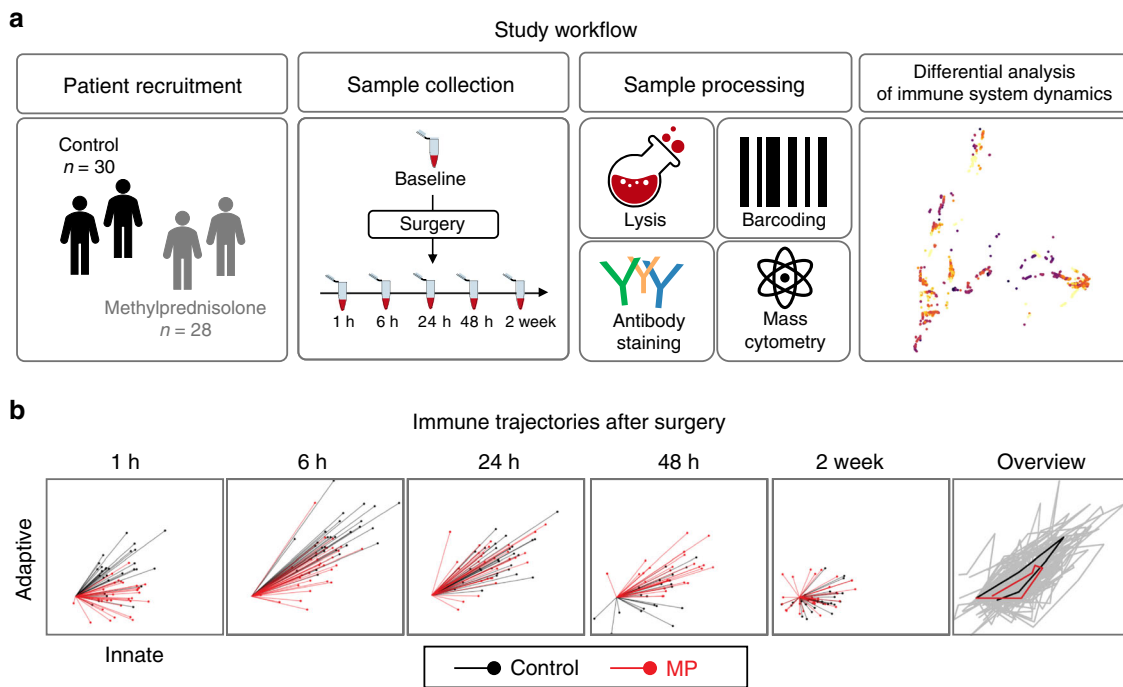 a
Study workflow
Patient recruitment
Sample collection
Sample processing
Differential analysis
of immune system dynamics
Control
n = 30
Methylprednisolone
n = 28
Baseline
Surgery
1 h
6 h
24 h
48 h
2 week
Lysis
Barcoding
Antibody
staining
Mass
cytometry
b
Immune trajectories after surgery
1 h
6 h
24 h
48 h
2 week
Overview
Adaptive
Innate
Control
MP